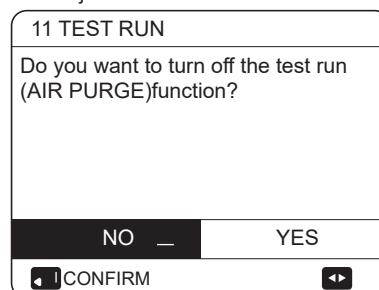 11 TEST RUN
Do you want to turn off the test run
(AIR PURGE)function?
NO _ YES
CONFIRM